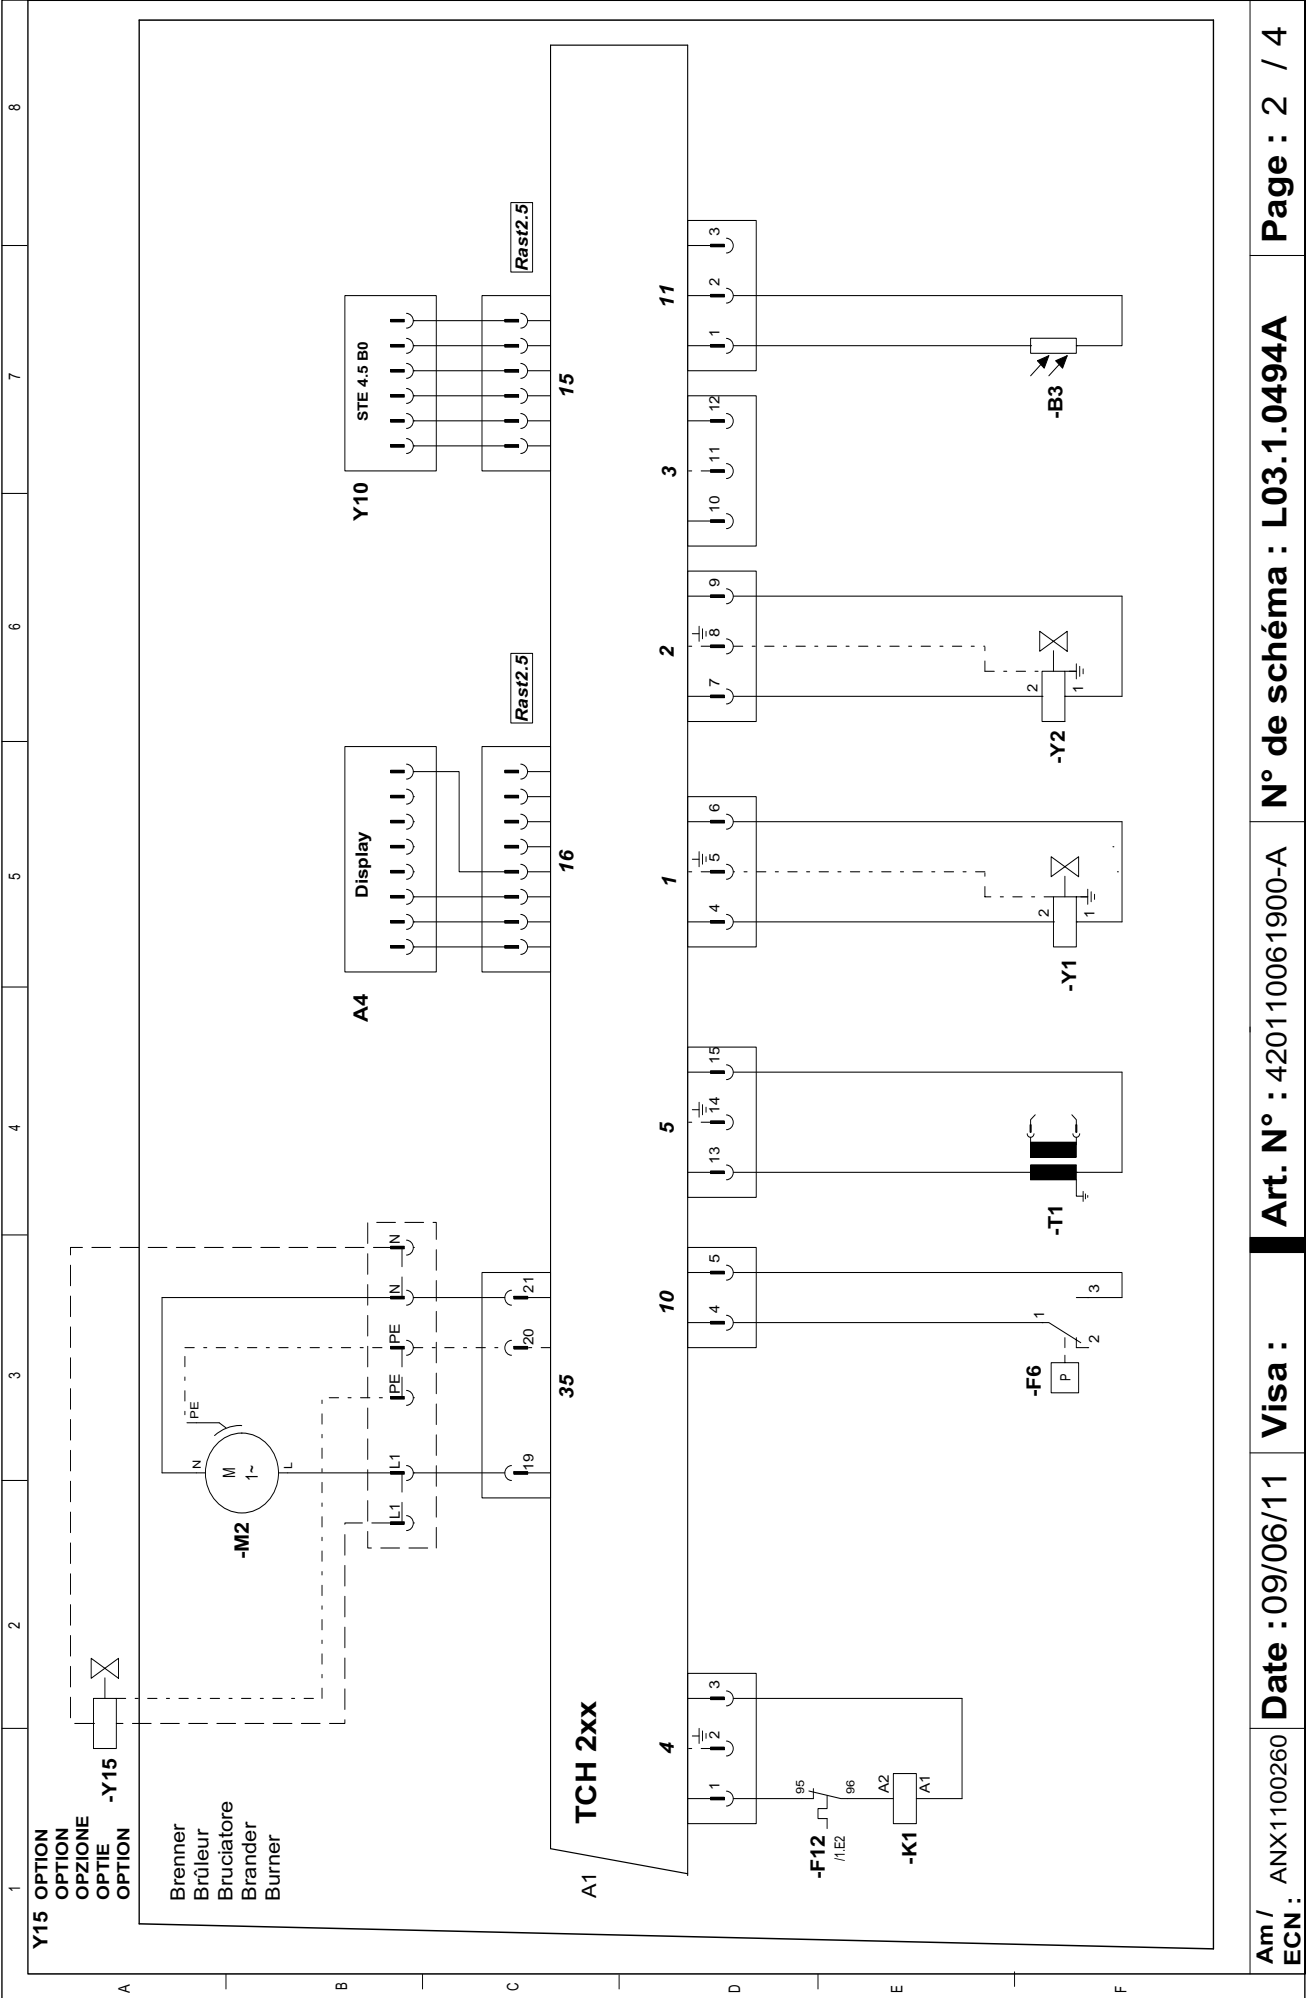 1 2 3 4 5 6 7 8
A
B
C
D
E
F
Y15 OPTION
OPTION
OPZIONE
OPTIE
OPTION
-Y15
Brenner
Brûleur
Bruciatore
Brander
Burner
-M2
M
1~
N
L
PE
L1 L1 PE PE N N
19 20 21
35
A4
Display
Rast2.5
16
Y10
STE 4.5 B0
Rast2.5
15
A1
TCH 2xx
4
10
5
1
2
3
11
1 2 3
4 5
13 14 15
4 5 6
7 8 9
10 11 12
1 2 3
-F12
/1.E2
95
96
-K1
A2
A1
-F6
P
1
2
3
-T1
-Y1
2
1
-Y2
2
1
-B3
Am /
ECN : ANX1100260
Date : 09/06/11
Visa :
Art. N° : 420110061900-A
N° de schéma : L03.1.0494A
Page : 2 / 4